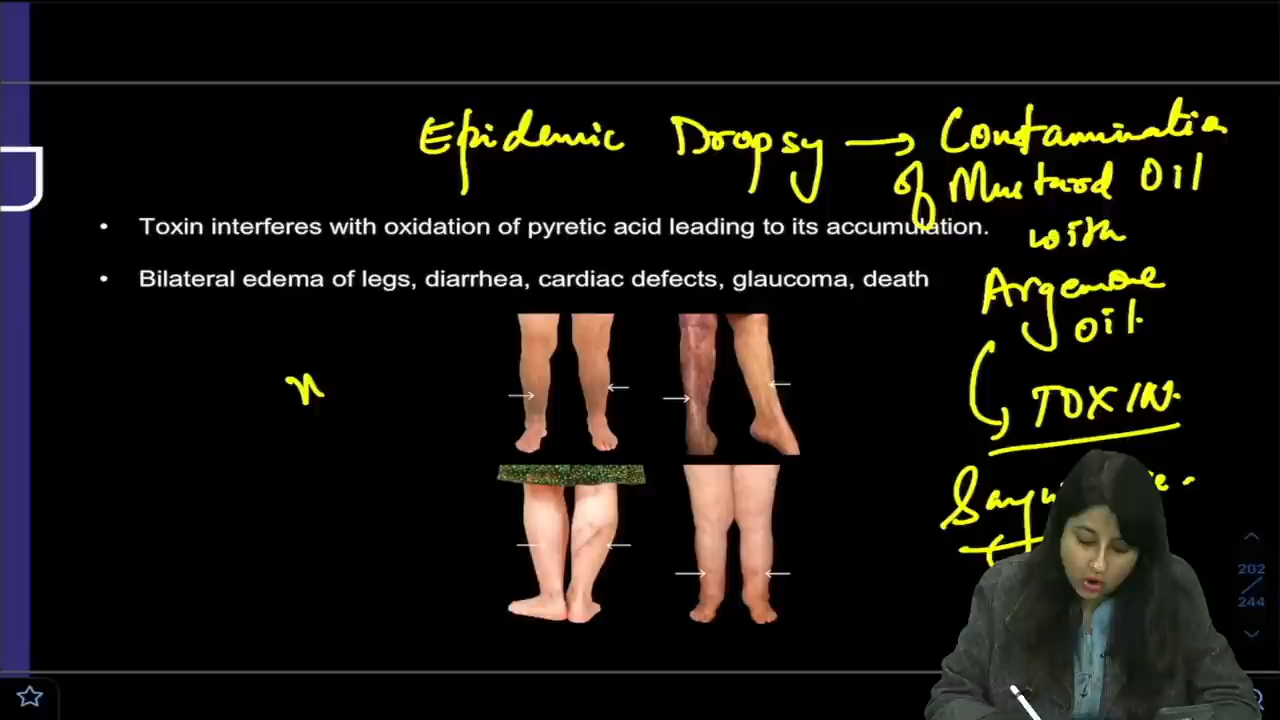 Epidemic Dropsy → Contamination
of Mustard Oil
with
Argemone
oil.
TOXIN.
• Toxin interferes with oxidation of pyretic acid leading to its accumulation.
• Bilateral edema of legs, diarrhea, cardiac defects, glaucoma, death
n
202
244